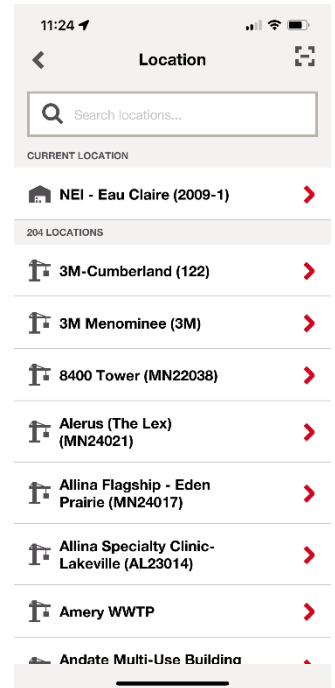 11:24
Location
Search locations...
CURRENT LOCATION
NEI - Eau Claire (2009-1)
204 LOCATIONS
3M-Cumberland (122)
3M Menominee (3M)
8400 Tower (MN22038)
Alerus (The Lex)
(MN24021)
Allina Flagship - Eden
Prairie (MN24017)
Allina Specialty Clinic-
Lakeville (AL23014)
Amery WWTP
Andate Multi-Use Building